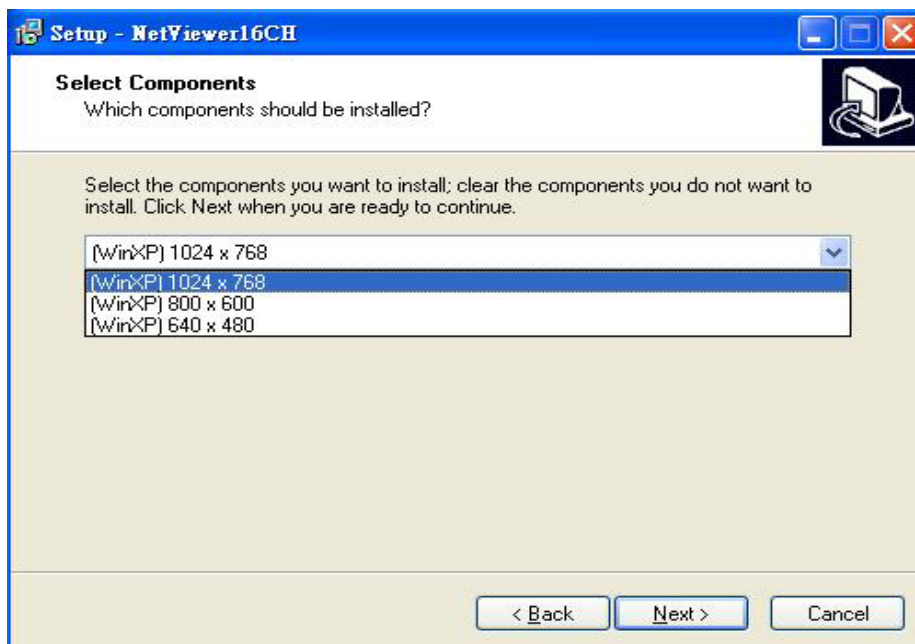 Setup - NetViewer16CH
Select Components
Which components should be installed?
Select the components you want to install; clear the components you do not want to
install. Click Next when you are ready to continue.
(WinXP) 1024 x 768
(WinXP) 1024 x 768
(WinXP) 800 x 600
(WinXP) 640 x 480
< Back
Next >
Cancel